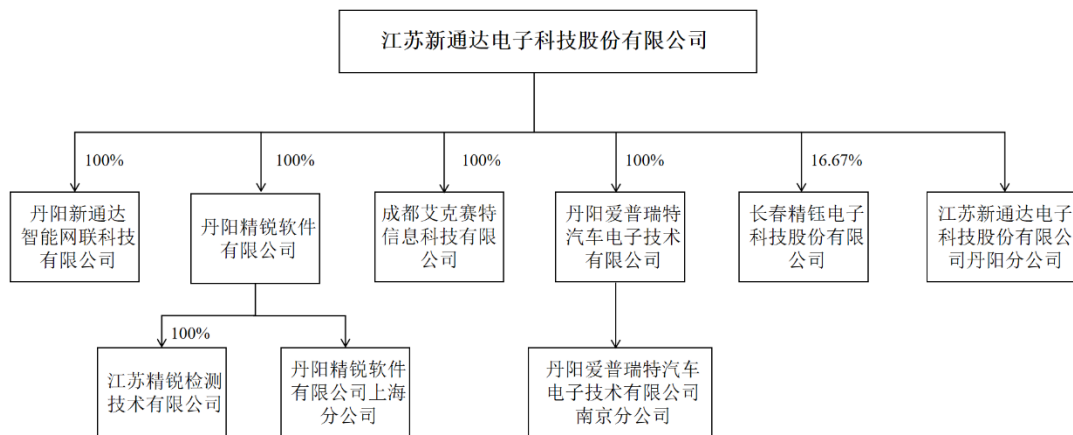 江苏新通达电子科技股份有限公司
100%
100%
100%
100%
16.67%
丹阳新通达
智能网联科技
有限公司
丹阳精锐软件
有限公司
成都艾克赛特
信息科技有限
公司
丹阳爱普瑞特
汽车电子技术
有限公司
长春精钰电子
科技股份有限
公司
江苏新通达电子
科技股份有限公
司丹阳分公司
100%
江苏精锐检测
技术有限公司
丹阳精锐软件
有限公司上海
分公司
丹阳爱普瑞特汽车
电子技术有限公司
南京分公司